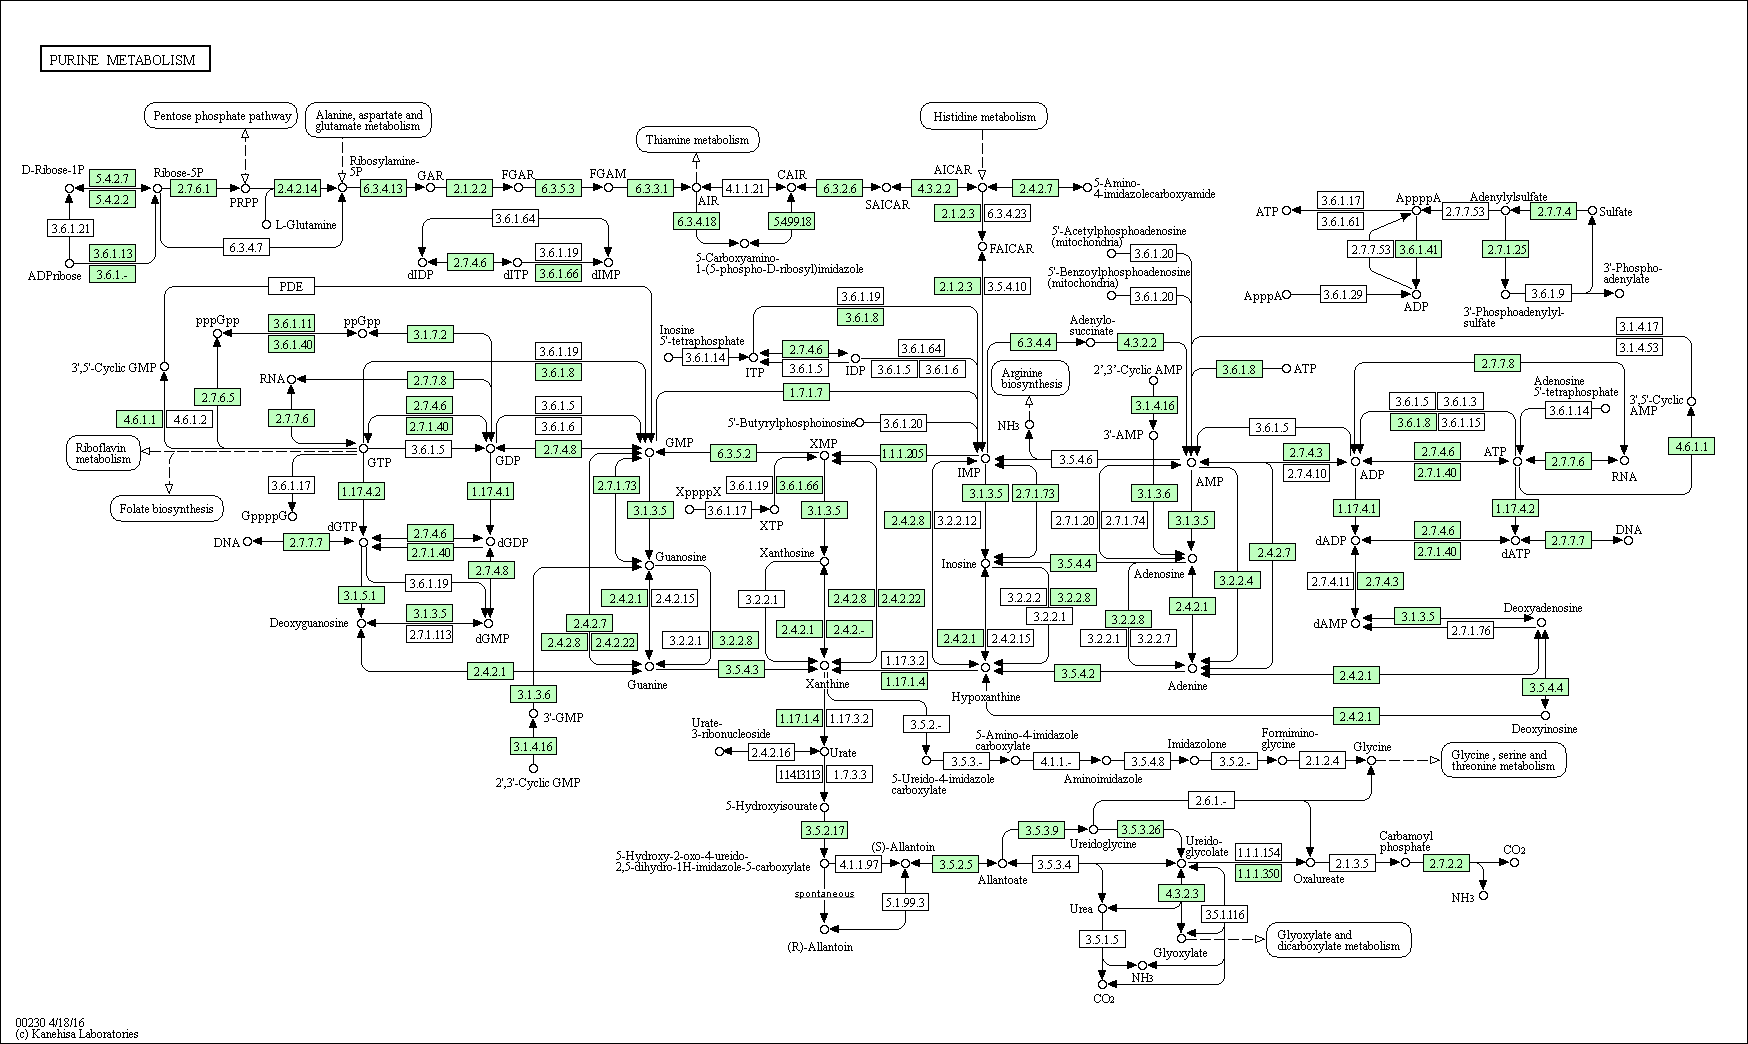 PURINE METABOLISM
Pentose phosphate pathway
Alanine, aspartate and
glutamate metabolism
Thiamine metabolism
Histidine metabolism
D-Ribose-1P
5.4.2.7
5.4.2.2
Ribose-5P
2.7.6.1
PRPP
2.4.2.14
Ribosylamine-
5P
6.3.4.13
GAR
2.1.2.2
FGAR
6.3.5.3
FGAM
6.3.3.1
AIR
4.1.1.21
CAIR
6.3.2.6
SAICAR
4.3.2.2
AICAR
2.4.2.7
5-Amino-
4-imidazolecarboxyamide
3.6.1.21
L-Glutamine
6.3.4.7
3.6.1.13
3.6.1.-
ADPribose
3.6.1.64
dIDP
2.7.4.6
dITP
3.6.1.19
3.6.1.66
dIMP
6.3.4.18
5.4.99.18
5-Carboxyamino-
1-(5-phospho-D-ribosyl)imidazole
2.1.2.3
6.3.4.23
FAICAR
2.1.2.3
3.5.4.10
5'-Acetylphosphoadenosine
(mitochondria)
3.6.1.20
5'-Benzoylphosphoadenosine
(mitochondria)
3.6.1.20
ATP
3.6.1.17
3.6.1.61
AppppA
2.7.7.53
Adenylylsulfate
2.7.7.4
Sulfate
2.7.7.53
3.6.1.41
2.7.1.25
AppppA
3.6.1.29
ADP
3.6.1.9
3'-Phospho-
adenylate
3'-Phosphoadenylyl-
sulfate
PDE
pppGpp
3.6.1.11
3.6.1.40
ppGpp
3.1.7.2
3',5'-Cyclic GMP
RNA
2.7.6.5
2.7.7.8
3.6.1.19
3.6.1.8
4.6.1.1
4.6.1.2
2.7.7.6
2.7.4.6
2.7.1.40
3.6.1.5
3.6.1.6
Inosine
5'-tetraphosphate
3.6.1.14
ITP
3.6.1.19
3.6.1.8
2.7.4.6
3.6.1.5
IDP
3.6.1.64
3.6.1.5
3.6.1.6
1.7.1.7
5'-Butyrylphosphoinosine
3.6.1.20
6.3.4.4
Adenylo-
succinate
4.3.2.2
Arginine
biosynthesis
NH3
2',3'-Cyclic AMP
3.1.4.16
3'-AMP
3.6.1.8
ATP
3.1.4.17
3.1.4.53
2.7.7.8
Adenosine
5'-tetraphosphate
3.6.1.14
3',5'-Cyclic
AMP
3.6.1.5
3.6.1.3
3.6.1.8
3.6.1.15
4.6.1.1
Riboflavin
metabolism
GTP
3.6.1.5
GDP
2.7.4.8
GMP
6.3.5.2
XMP
1.1.1.205
IMP
3.5.4.6
AMP
3.6.1.5
2.7.4.3
2.7.4.10
ADP
2.7.4.6
2.7.1.40
ATP
2.7.7.6
RNA
3.6.1.17
GppppG
Folate biosynthesis
1.17.4.2
1.17.4.1
2.7.1.73
3.1.3.5
XppppX
3.6.1.17
3.6.1.19
3.6.1.66
XTP
3.1.3.5
3.1.3.5
2.7.1.73
2.4.2.8
3.2.2.12
3.1.3.6
2.7.1.20
2.7.1.74
3.1.3.5
1.17.4.1
1.17.4.2
DNA
2.7.7.7
dGTP
2.7.4.6
2.7.1.40
dGDP
2.7.4.8
3.6.1.19
3.1.5.1
Deoxyguanosine
3.1.3.5
2.7.1.113
dGMP
Guanosine
Xanthosine
Inosine
3.5.4.4
Adenosine
2.4.2.7
dADP
2.7.4.6
2.7.1.40
dATP
2.7.7.7
DNA
2.7.4.11
2.7.4.3
dAMP
3.1.3.5
2.7.1.76
Deoxyadenosine
2.4.2.1
2.4.2.15
2.4.2.7
2.4.2.8
2.4.2.22
3.2.2.1
3.2.2.8
3.2.2.1
2.4.2.8
2.4.2.22
2.4.2.1
2.4.2.-
3.2.2.2
3.2.2.8
3.2.2.1
2.4.2.1
2.4.2.15
3.2.2.8
3.2.2.1
3.2.2.7
2.4.2.1
3.2.2.4
2.4.2.1
Guanine
3.5.4.3
Xanthine
1.17.3.2
1.17.1.4
Hypoxanthine
3.5.4.2
Adenine
2.4.2.1
3.5.4.4
2.4.2.1
Deoxyinosine
3.1.3.6
3'-GMP
3.1.4.16
2',3'-Cyclic GMP
Urate-
3-ribonucleoside
2.4.2.16
1.17.1.4
1.17.3.2
Urate
1.14.13.113
1.7.3.3
5-Hydroxyisourate
3.5.2.17
3.5.2.-
5-Ureido-4-imidazole
carboxylate
3.5.3.-
5-Amino-4-imidazole
carboxylate
4.1.1.-
Aminoimidazole
3.5.4.8
Imidazolone
3.5.2.-
Formimino-
glycine
2.1.2.4
Glycine
Glycine , serine and
threonine metabolism
2.6.1.-
5-Hydroxy-2-oxo-4-ureido-
2,5-dihydro-1H-imidazole-5-carboxylate
4.1.1.97
(S)-Allantoin
3.5.2.5
Allantoate
3.5.3.9
Ureidoglycine
3.5.3.26
3.5.3.4
Ureido-
glycolate
1.1.1.154
1.1.1.350
Oxalureate
2.1.3.5
Carbamoyl
phosphate
2.7.2.2
CO2
NH3
spontaneous
5.1.99.3
(R)-Allantoin
Urea
4.3.2.3
3.5.1.116
3.5.1.5
Glyoxylate
Glyoxylate and
dicarboxylate metabolism
NH3
CO2
00230 4/18/16
(c) Kanehisa Laboratories